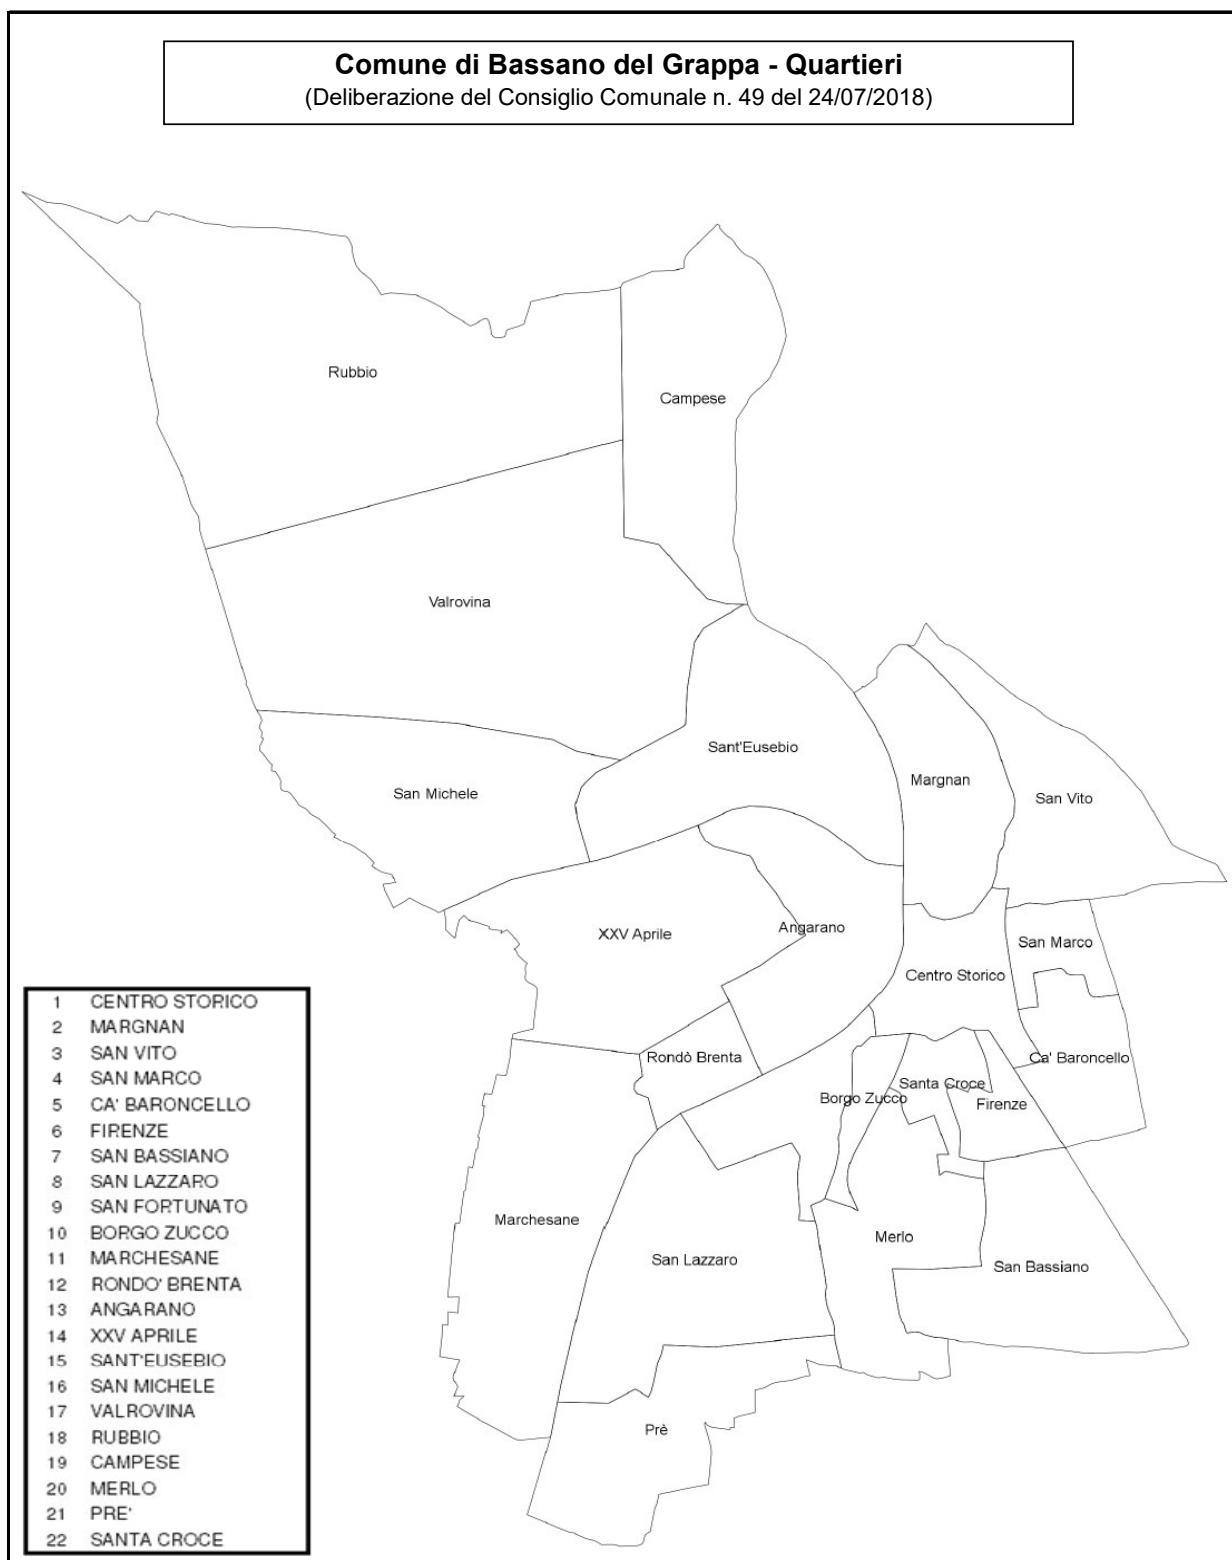 Comune di Bassano del Grappa - Quartieri
(Deliberazione del Consiglio Comunale n. 49 del 24/07/2018)
Rubbio
Campese
Valrovina
Sant'Eusebio
Margnan
San Michele
San Vito
XXV Aprile
Angarano
San Marco
Centro Storico
Rondò Brenta
Ca' Baroncello
Santa Croce
Borgo Zucco
Firenze
Marchesane
Merlo
San Lazzaro
San Bassiano
Prè
1 CENTRO STORICO
2 MARGNAN
3 SAN VITO
4 SAN MARCO
5 CA' BARONCELLO
6 FIRENZE
7 SAN BASSIANO
8 SAN LAZZARO
9 SAN FORTUNATO
10 BORGO ZUCCO
11 MARCHESANE
12 RONDO' BRENTA
13 ANGARANO
14 XXV APRILE
15 SANT'EUSEBIO
16 SAN MICHELE
17 VALROVINA
18 RUBBIO
19 CAMPESE
20 MERLO
21 PRE'
22 SANTA CROCE